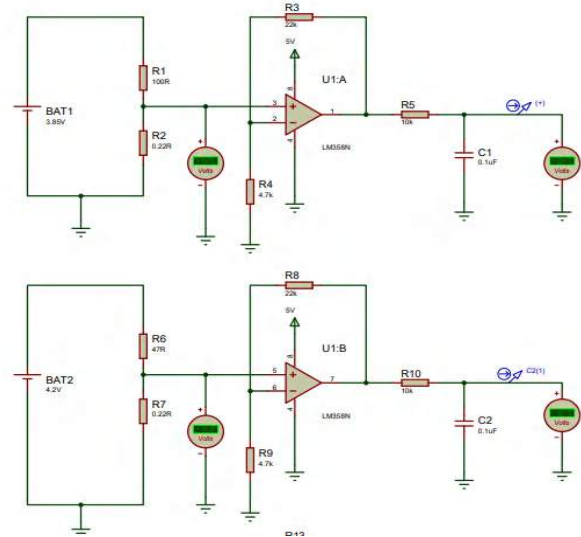 R3
22k
5V
R1
100R
U1:A
8
3
2
1
4
LM358N
R5
10k
(+)
BAT1
3.85V
R2
0.22R
+
Volts
-
R4
4.7k
C1
0.1uF
+
Volts
-
R8
22k
5V
R6
47R
U1:B
8
5
6
7
4
LM358N
R10
10k
C2(1)
BAT2
4.2V
R7
0.22R
+
Volts
-
R9
4.7k
C2
0.1uF
+
Volts
-
R13